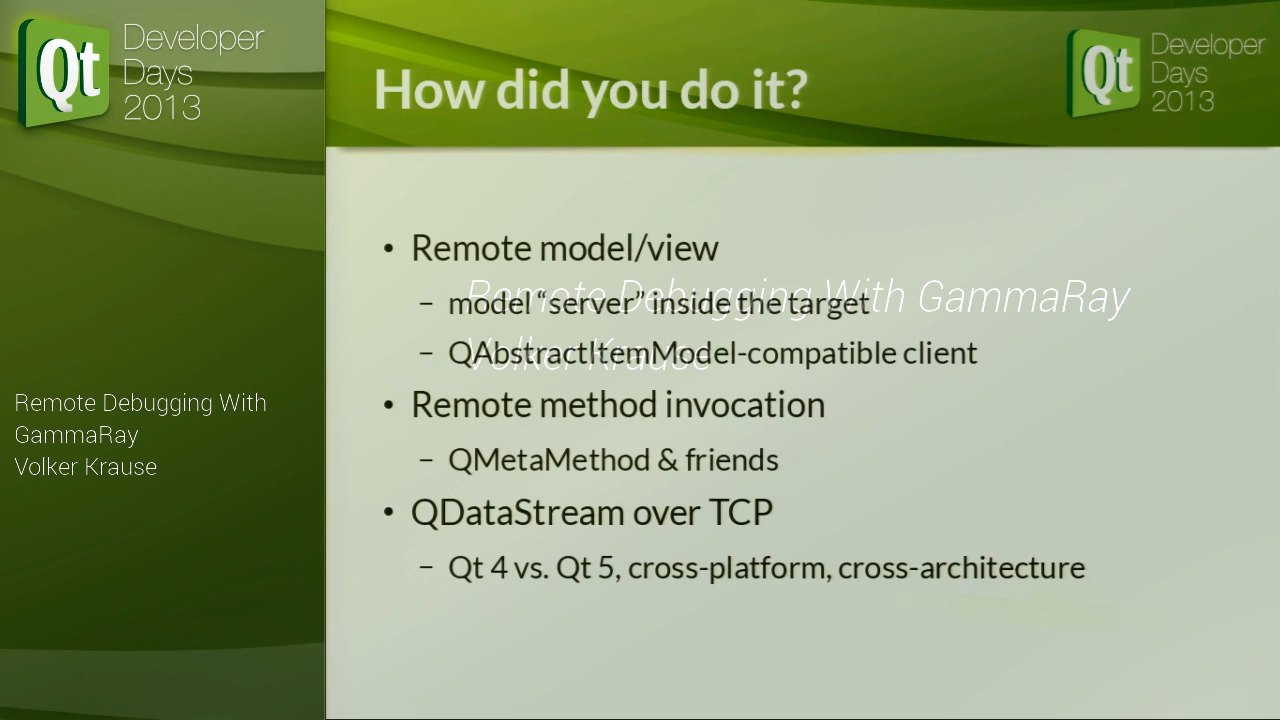 Qt Developer
Days
2013
Remote Debugging With
GammaRay
Volker Krause
How did you do it?
Qt Developer
Days
2013
• Remote model/view
– model “server” inside the target
– QAbstractItemModel-compatible client
• Remote method invocation
– QMetaMethod & friends
• QDataStream over TCP
– Qt 4 vs. Qt 5, cross-platform, cross-architecture
Remote Debugging With GammaRay
Volker Krause